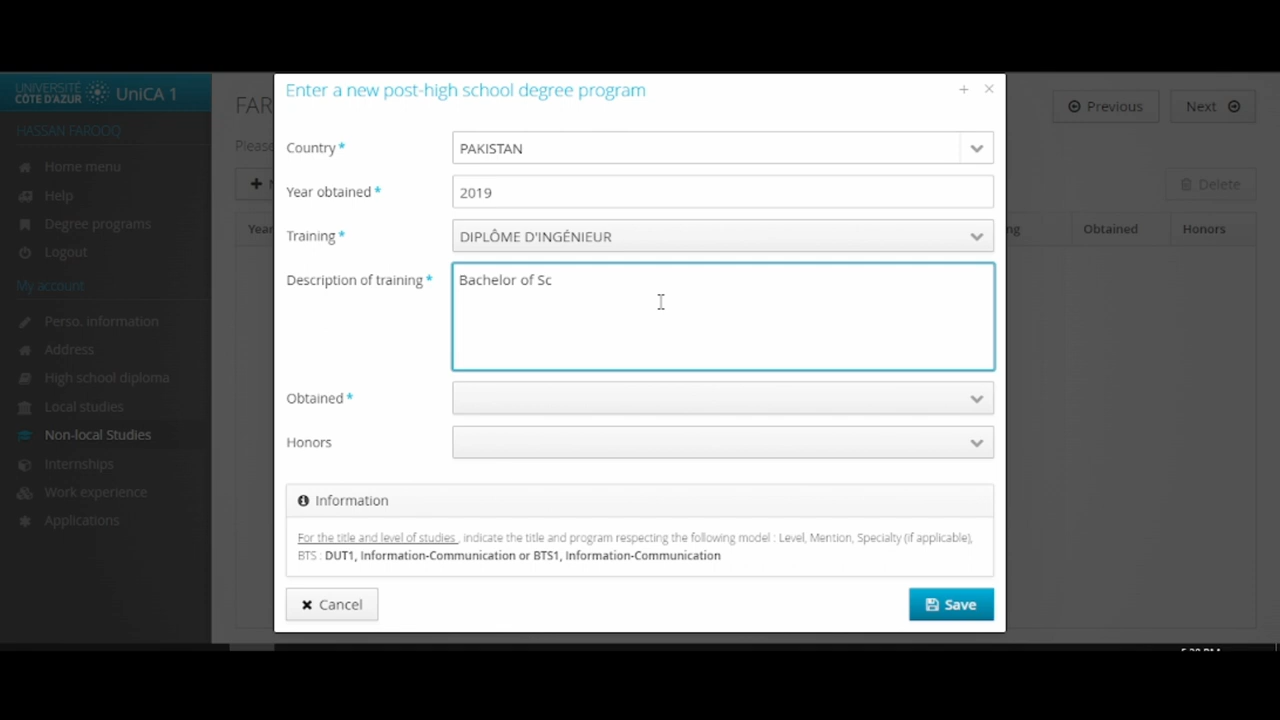 Enter a new post-high school degree program
UNIVERSITÉ
CÔTE D'AZUR UniCA 1
HASSAN FAROOQ
Home menu
Help
Degree programs
Logout
My account
Perso. information
Address
High school diploma
Local studies
Non-local Studies
Internships
Work experience
Applications
FAR
Pleas
Previous
Next
Delete
Year
ng
Obtained
Honors
Country *
PAKISTAN
Year obtained *
2019
Training *
DIPLÔME D'INGÉNIEUR
Description of training *
Bachelor of Sc
Obtained *
Honors
Information
For the title and level of studies , indicate the title and program respecting the following model : Level, Mention, Specialty (if applicable),
BTS : DUT1, Information-Communication or BTS1, Information-Communication
Cancel
Save